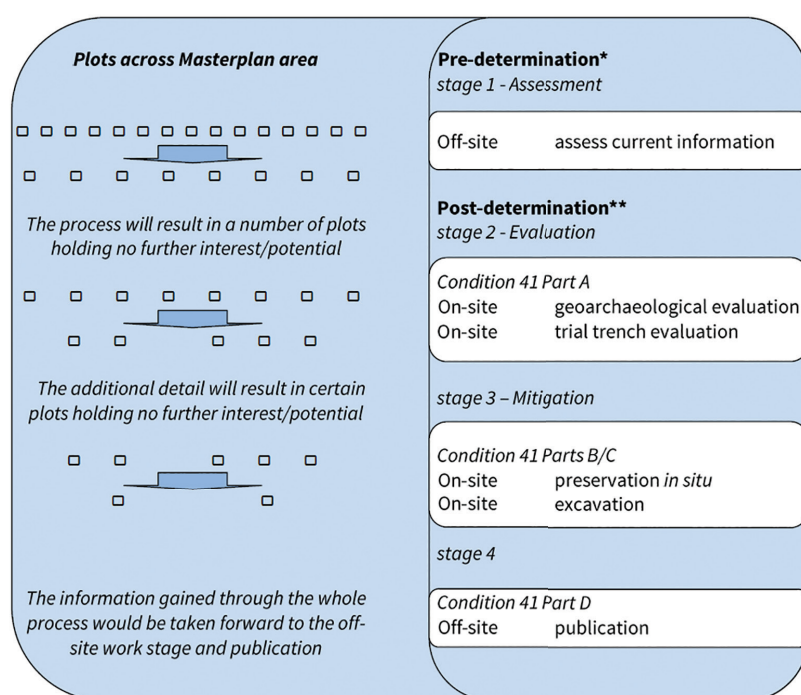 Plots across Masterplan area
The process will result in a number of plots
holding no further interest/potential
The additional detail will result in certain
plots holding no further interest/potential
The information gained through the whole
process would be taken forward to the off-
site work stage and publication
Pre-determination*
stage 1 - Assessment
Off-site assess current information
Post-determination**
stage 2 - Evaluation
Condition 41 Part A
On-site geoarchaeological evaluation
On-site trial trench evaluation
stage 3 – Mitigation
Condition 41 Parts B/C
On-site preservation in situ
On-site excavation
stage 4
Condition 41 Part D
Off-site publication